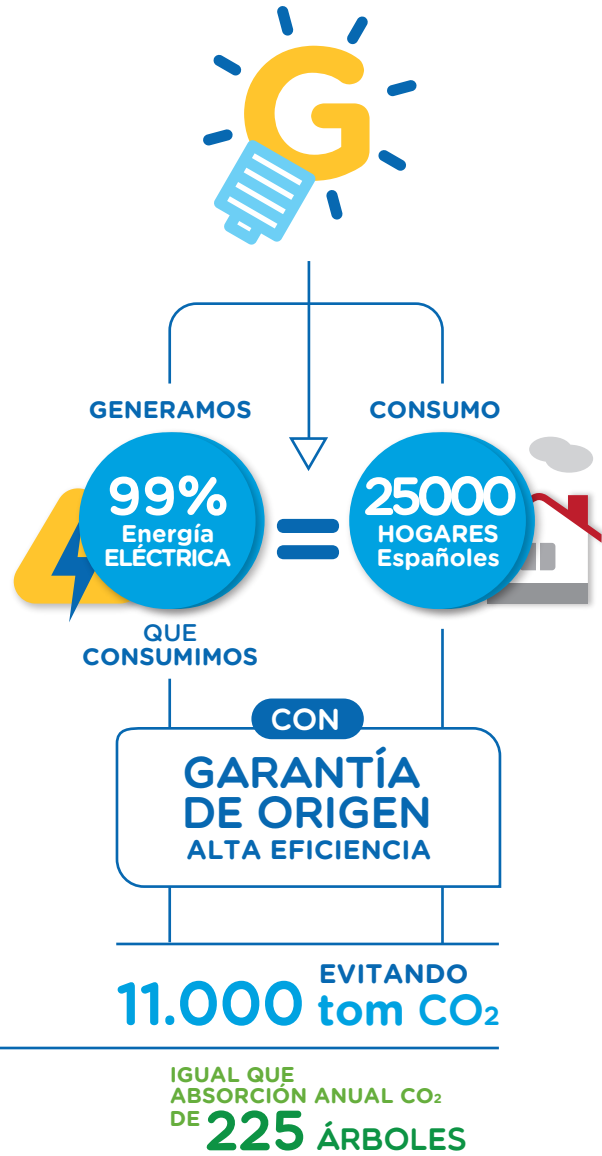 G
GENERAMOS
99%
Energía
ELÉCTRICA
QUE
CONSUMIMOS
=
CONSUMO
25000
HOGARES
Españoles
CON
GARANTÍA
DE ORIGEN
ALTA EFICIENCIA
EVITANDO
11.000 tom CO₂
IGUAL QUE
ABSORCIÓN ANUAL CO₂
DE 225 ÁRBOLES